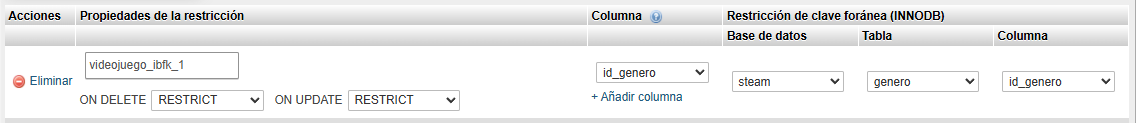 Acciones Propiedades de la restricción Columna Restricción de clave foránea (INNODB)
Base de datos Tabla Columna
Eliminar videojuego_ibfk_1 id_genero steam genero id_genero
ON DELETE RESTRICT ON UPDATE RESTRICT + Añadir columna